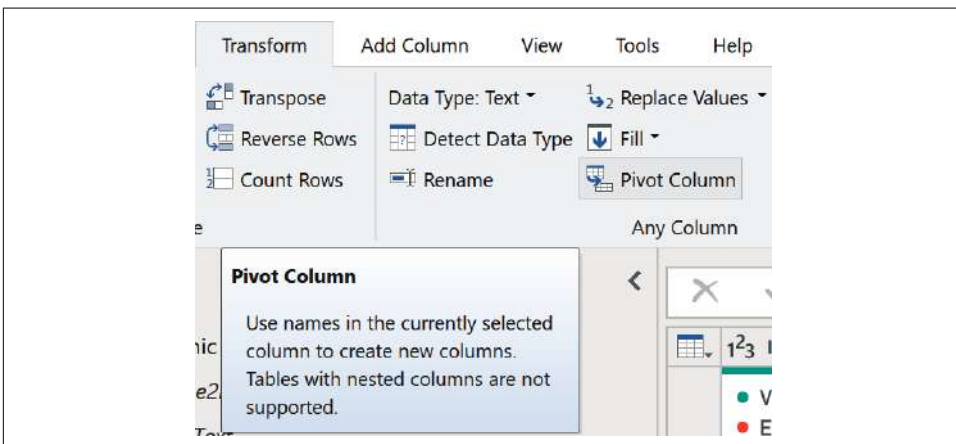 Transform Add Column View Tools Help
Transpose Data Type: Text Replace Values
Reverse Rows Detect Data Type Fill
Count Rows Rename Pivot Column
Any Column
Pivot Column
Use names in the currently selected
column to create new columns.
Tables with nested columns are not
supported.
1²3